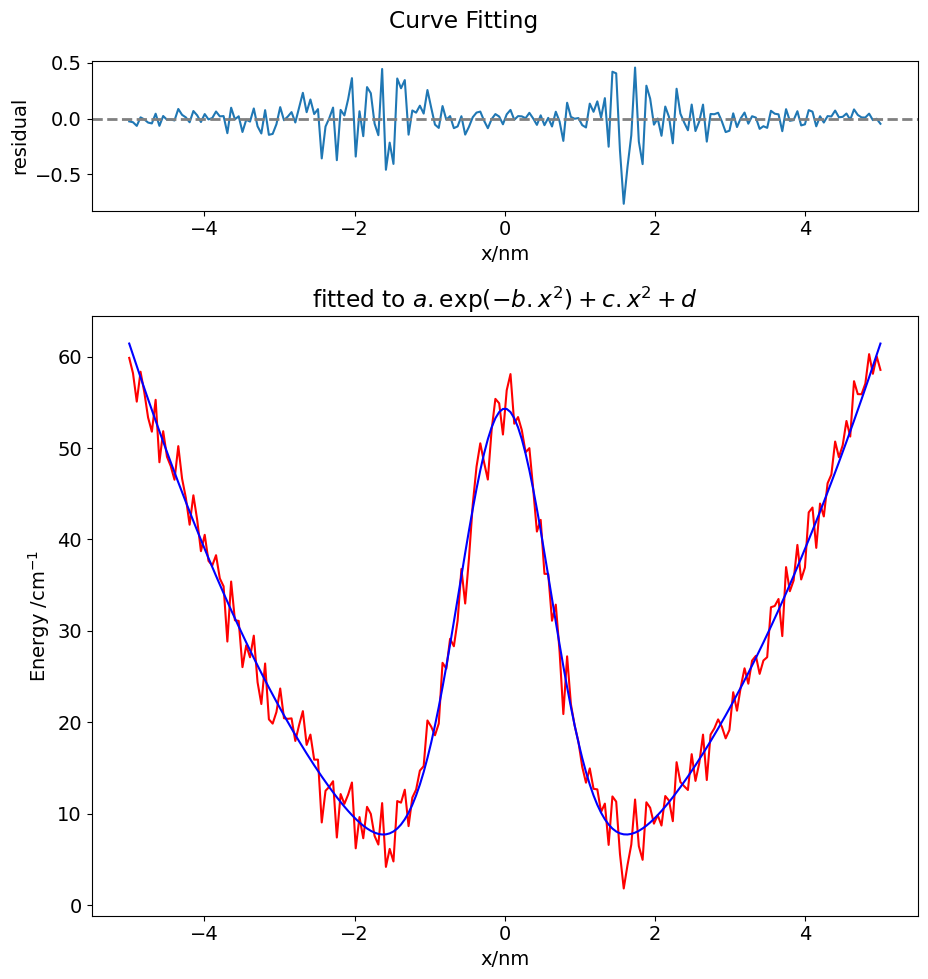 Curve Fitting
0.5
0.0
−0.5
residual
−4 −2 0 2 4
x/nm
fitted to a.exp(−b.x²) + c.x² + d
60
50
40
30
20
10
0
Energy /cm⁻¹
−4 −2 0 2 4
x/nm